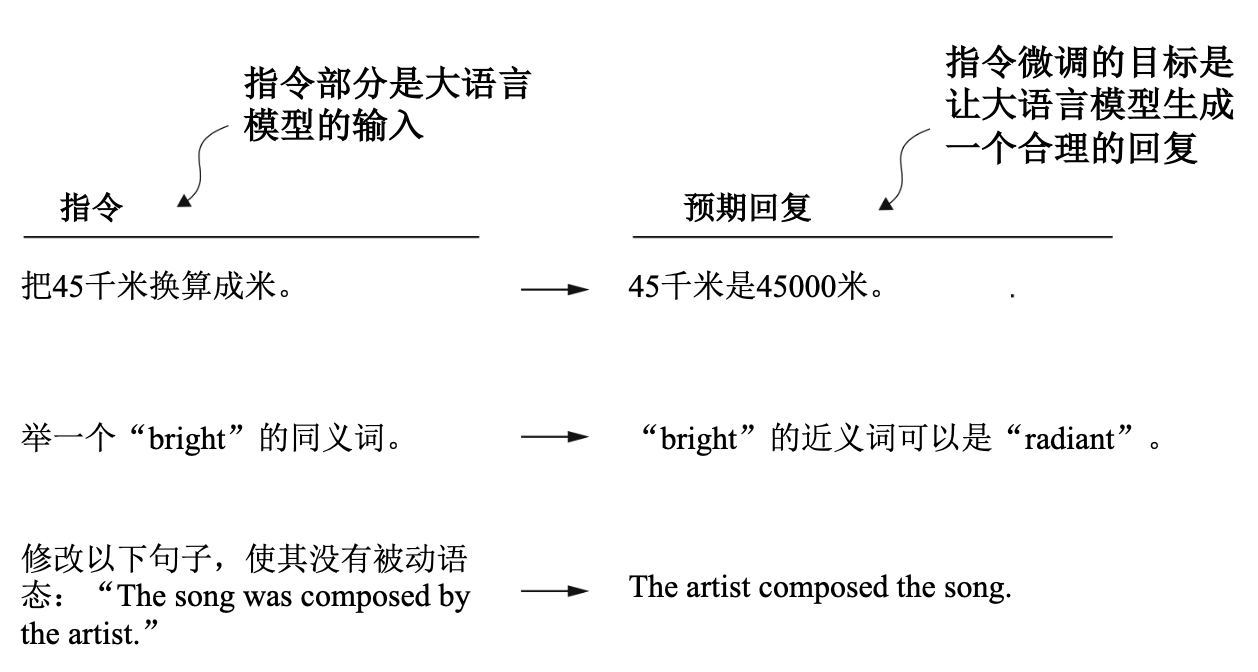 指令部分是大语言
模型的输入
指令微调的目标是
让大语言模型生成
一个合理的回复
指令
预期回复
把45千米换算成米。
45千米是45000米。
举一个“bright”的同义词。
“bright”的近义词可以是“radiant”。
修改以下句子，使其没有被动语
态：“The song was composed by
the artist.”
The artist composed the song.